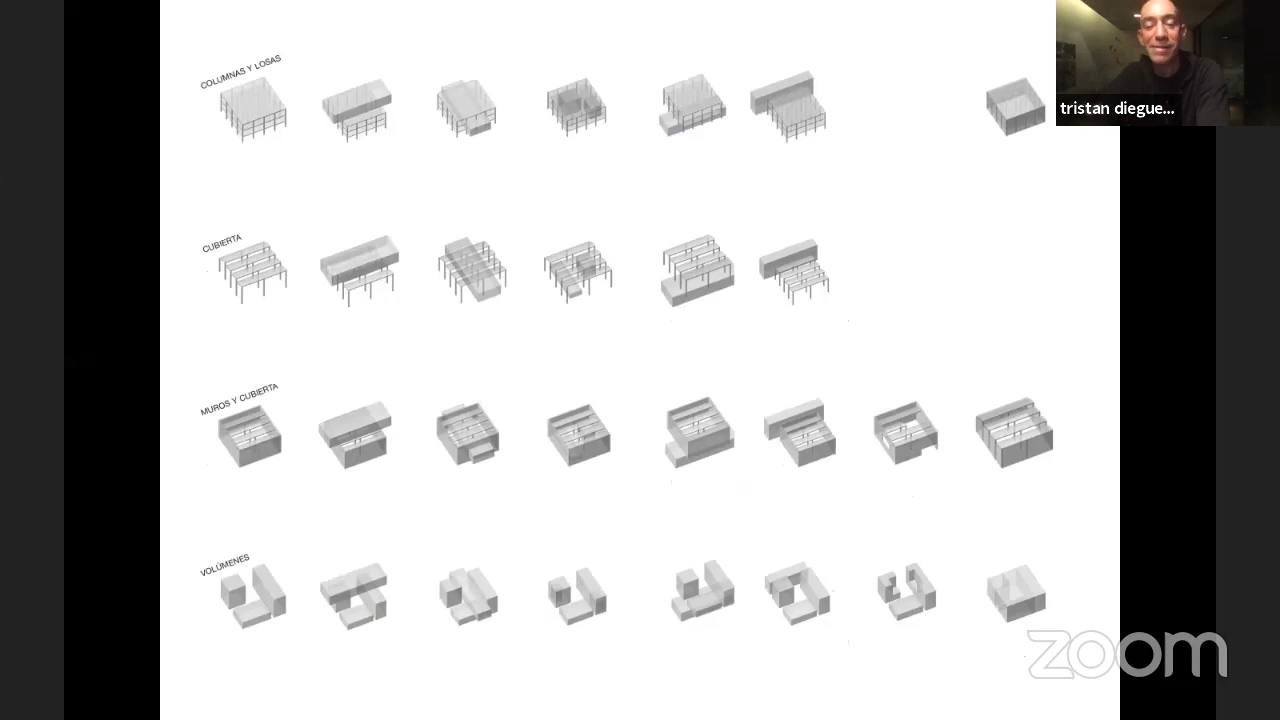 COLUMNAS Y LOSAS
tristan diegue...
CUBIERTA
MUROS Y CUBIERTA
VOLÚMENES
zoom